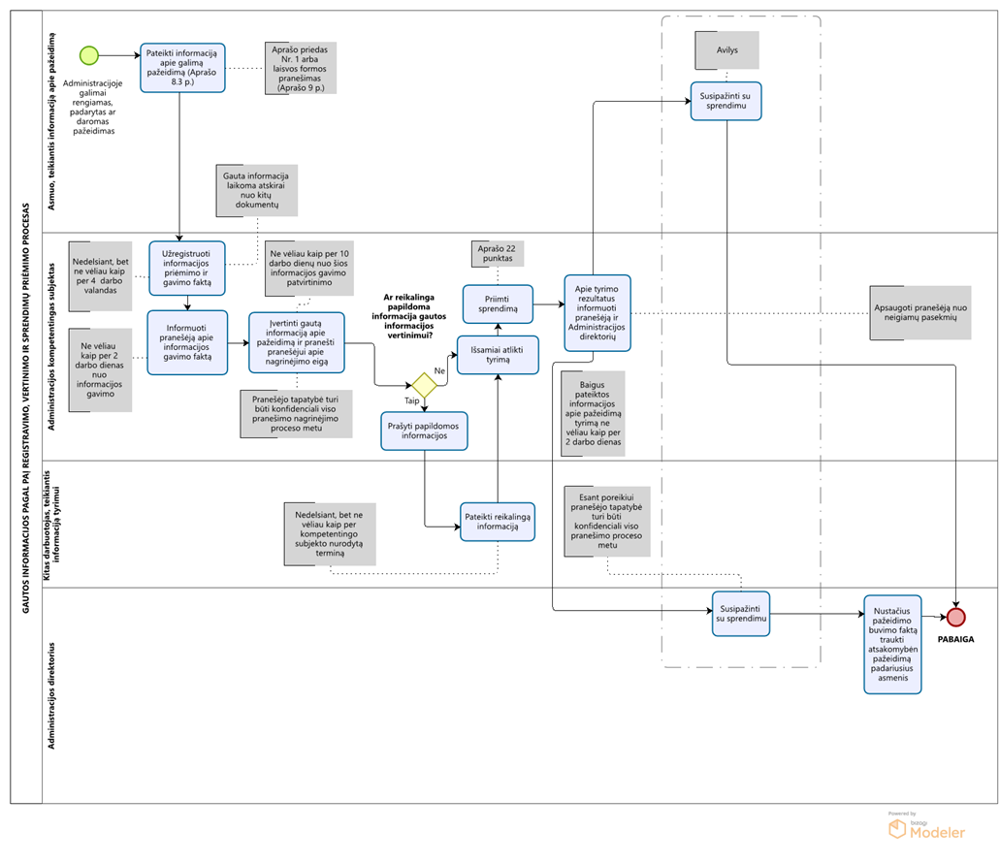 GAUTOS INFORMACIJOS PAGAL PAĮ REGISTRAVIMO, VERTINIMO IR SPRENDIMŲ PRIĖMIMO PROCESAS
Asmuo, teikiantis informaciją apie pažeidimą
Administracijoje
galimai
rengiamas,
padarytas ar
daromas
pažeidimas
Pateikti informaciją
apie galimą
pažeidimą (Aprašo
8.3 p.)
Aprašo priedas
Nr. 1 arba
laisvos formos
pranešimas
(Aprašo 9 p.)
Gauta informacija
laikoma atskirai
nuo kitų
dokumentų
Avilys
Susipažinti su
sprendimu
Administracijos kompetentingas subjektas
Nedelsiant, bet
ne vėliau kaip
per 4 darbo
valandas
Užregistruoti
informacijos
priėmimo ir
gavimo faktą
Ne vėliau kaip per 10
darbo dienų nuo šios
informacijos gavimo
patvirtinimo
Ne vėliau
kaip per 2
darbo dienas
nuo
informacijos
gavimo
Informuoti
pranešėją apie
informacijos
gavimo faktą
Įvertinti gautą
informaciją apie
pažeidimą ir pranešti
pranešėjui apie
nagrinėjimo eigą
Pranešėjo tapatybė turi
būti konfidenciali viso
pranešimo nagrinėjimo
proceso metu
Ar reikalinga
papildoma
informacija gautos
informacijos
vertinimui?
Ne
Taip
Prašyti papildomos
informacijos
Išsamiai atlikti
tyrimą
Priimti
sprendimą
Aprašo 22
punktas
Apie tyrimo
rezultatus
informuoti
pranešėją ir
Administracijos
direktorių
Baigus
pateiktos
informacijos
apie pažeidimą
tyrimą ne
vėliau kaip per
2 darbo dienas
Apsaugoti pranešėją nuo
neigiamų pasekmių
Kitas darbuotojas, teikiantis
informaciją tyrimui
Nedelsiant, bet ne
vėliau kaip per
kompetentingo
subjekto nurodytą
terminą
Pateikti reikalingą
informaciją
Esant poreikiui
pranešėjo tapatybė
turi būti
konfidenciali viso
pranešimo proceso
metu
Administracijos direktorius
Susipažinti
su sprendimu
Nustačius
pažeidimo
buvimo faktą
traukti
atsakomybėn
pažeidimą
padariusius
asmenis
PABAIGA
Powered by
bizagi
Modeler